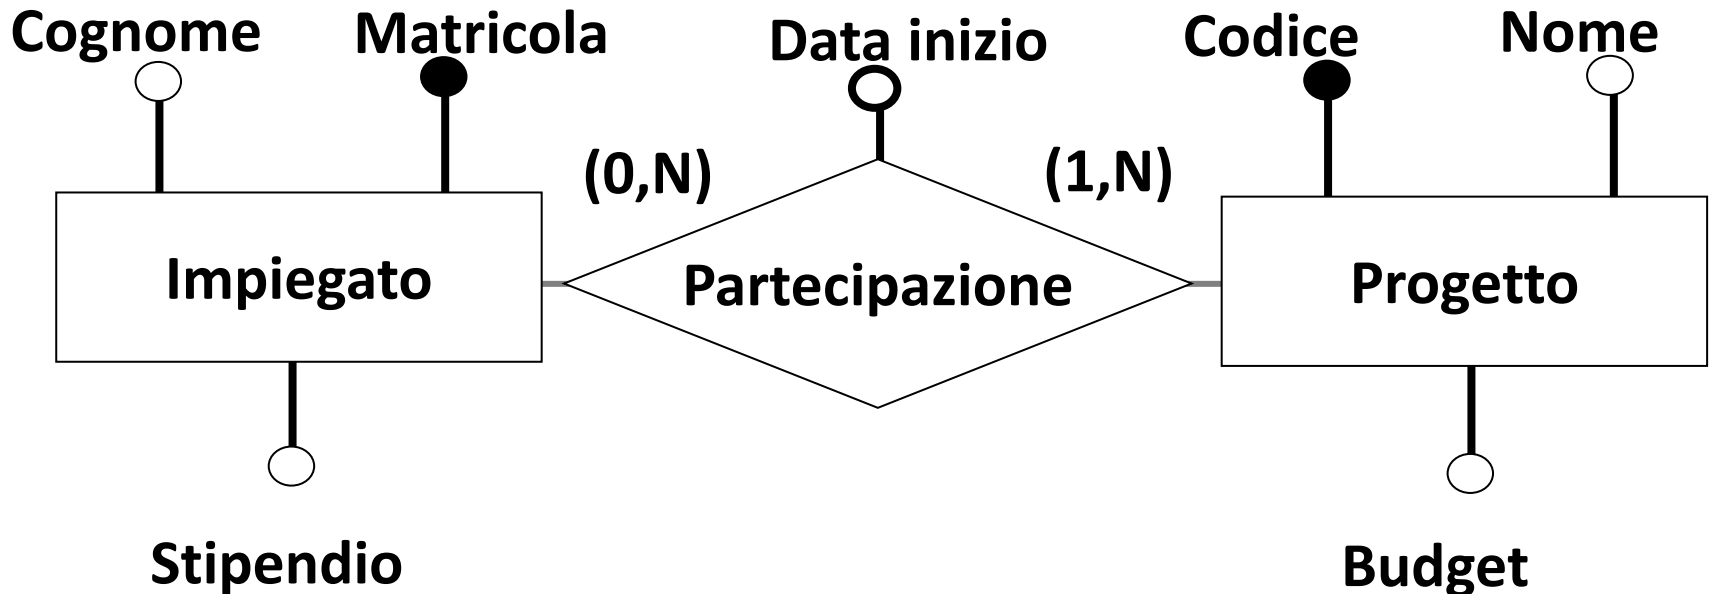 Cognome
Matricola
Data inizio
Codice
Nome
(0,N)
(1,N)
Impiegato
Partecipazione
Progetto
Stipendio
Budget